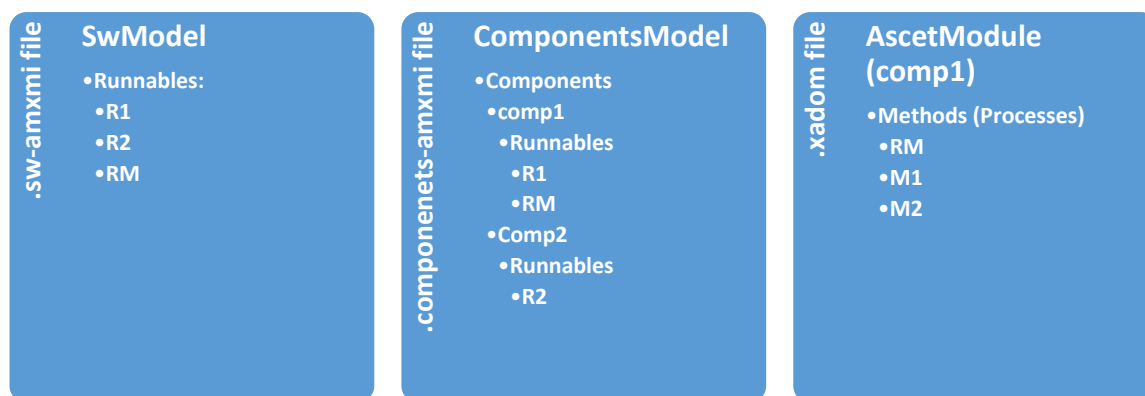 .sw-amxmi file
SwModel
•Runnables:
•R1
•R2
•RM
.componenets-amxmi file
ComponentsModel
•Components
•comp1
•Runnables
•R1
•RM
•Comp2
•Runnables
•R2
.xadom file
AscetModule
(comp1)
•Methods (Processes)
•RM
•M1
•M2